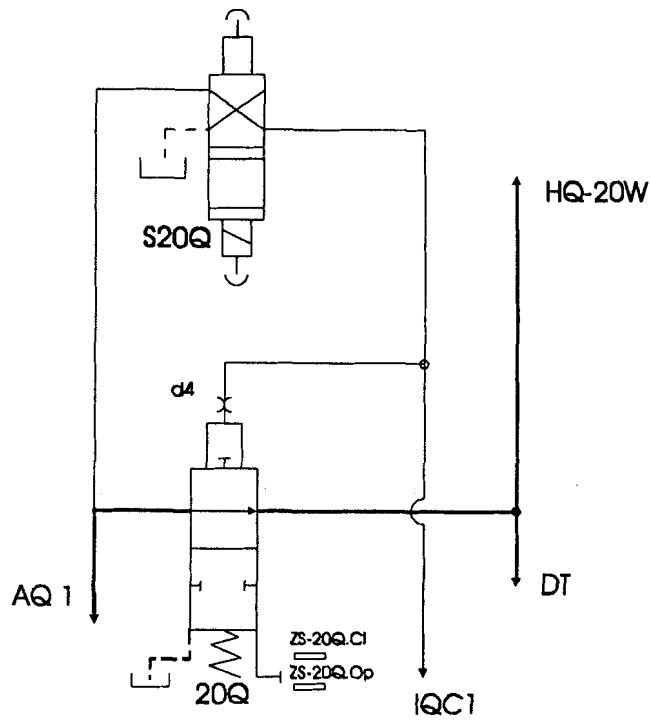 S20Q
HQ-20W
d4
AQ 1
DT
ZS-20Q.Cl
ZS-20Q.Op
20Q
IQC1